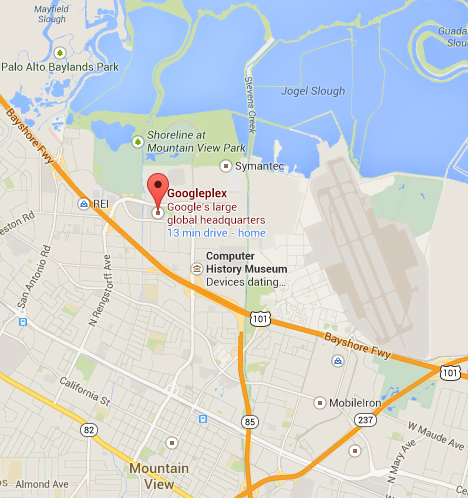 Mayfield
Slough
Guada
Slou
Palo Alto Baylands Park
Stevens Creek
Jogel Slough
Bayshore Fwy
Shoreline at
Mountain View Park
Symantec
Googleplex
Google's large
global headquarters
13 min drive - home
REI
eston Rd
San Antonio Rd
N Rengstorff Ave
Computer
History Museum
Devices dating...
101
Bayshore Fwy
101
California St
MobileIron
82
85
237
W Maude Ave
N Mary Ave
Mountain
View
Almond Ave
os